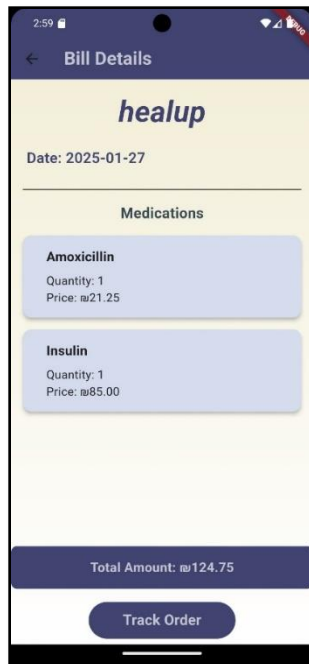 2:59
DEBUG
Bill Details
healup
Date: 2025-01-27
Medications
Amoxicillin
Quantity: 1
Price: ₪21.25
Insulin
Quantity: 1
Price: ₪85.00
Total Amount: ₪124.75
Track Order